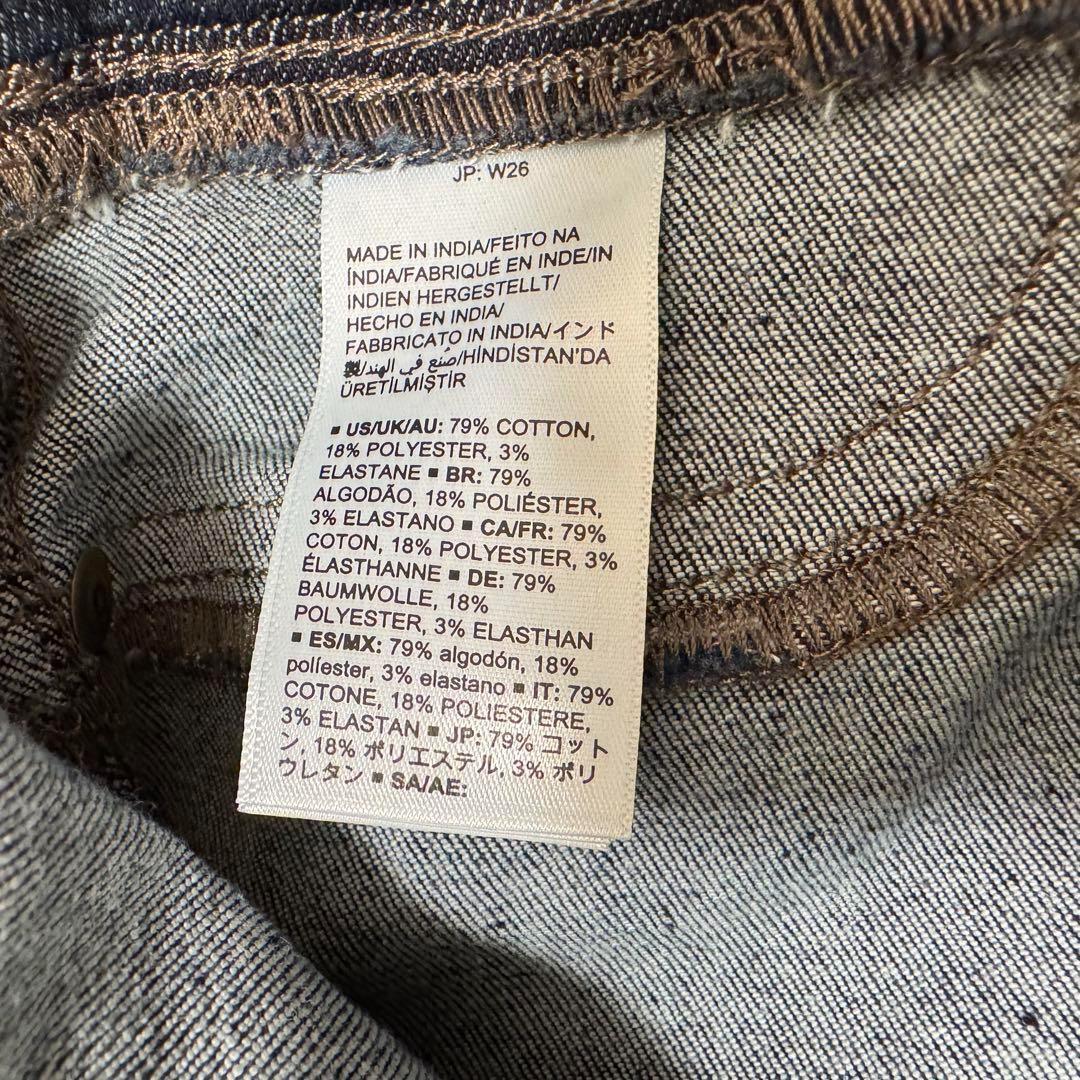 JP: W26
MADE IN INDIA/FEITO NA
ÍNDIA/FABRIQUÉ EN INDE/IN
INDIEN HERGESTELLT/
HECHO EN INDIA/
FABBRICATO IN INDIA/インド
صُنع في الهند/HİNDİSTAN'DA
ÜRETİLMİŞTİR
▪ US/UK/AU: 79% COTTON,
18% POLYESTER, 3%
ELASTANE ▪ BR: 79%
ALGODÃO, 18% POLIÉSTER,
3% ELASTANO ▪ CA/FR: 79%
COTON, 18% POLYESTER, 3%
ÉLASTHANNE ▪ DE: 79%
BAUMWOLLE, 18%
POLYESTER, 3% ELASTHAN
▪ ES/MX: 79% algodón, 18%
políester, 3% elastano ▪ IT: 79%
COTONE, 18% POLIESTERE,
3% ELASTAN ▪ JP: 79% コット
ン, 18% ポリエステル, 3% ポリ
ウレタン ▪ SA/AE: